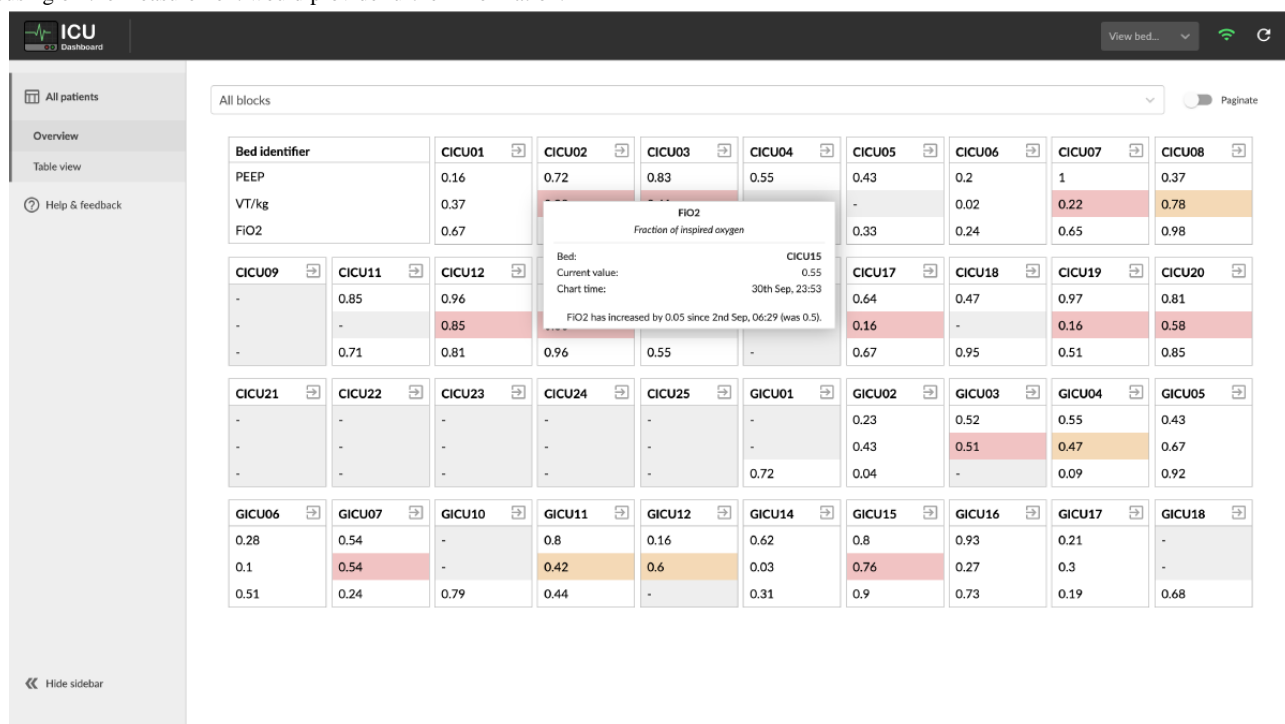 ICU
Dashboard
View bed...
All patients
Overview
Table view
Help & feedback
Hide sidebar
All blocks
Paginate
Bed identifier CICU01 CICU02 CICU03 CICU04 CICU05 CICU06 CICU07 CICU08
PEEP 0.16 0.72 0.83 0.55 0.43 0.2 1 0.37
VT/kg 0.37 - 0.02 0.22 0.78
FiO2 0.67 0.33 0.24 0.65 0.98
FiO2
Fraction of inspired oxygen
Bed: CICU15
Current value: 0.55
Chart time: 30th Sep, 23:53
FiO2 has increased by 0.05 since 2nd Sep, 06:29 (was 0.5).
CICU09 CICU11 CICU12 CICU17 CICU18 CICU19 CICU20
- 0.85 0.96 0.64 0.47 0.97 0.81
- - 0.85 0.16 - 0.16 0.58
- 0.71 0.81 0.96 0.55 - 0.67 0.95 0.51 0.85
CICU21 CICU22 CICU23 CICU24 CICU25 GICU01 GICU02 GICU03 GICU04 GICU05
- - - - - - 0.23 0.52 0.55 0.43
- - - - - - 0.43 0.51 0.47 0.67
- - - - - 0.72 0.04 - 0.09 0.92
GICU06 GICU07 GICU10 GICU11 GICU12 GICU14 GICU15 GICU16 GICU17 GICU18
0.28 0.54 - 0.8 0.16 0.62 0.8 0.93 0.21 -
0.1 0.54 - 0.42 0.6 0.03 0.76 0.27 0.3 -
0.51 0.24 0.79 0.44 - 0.31 0.9 0.73 0.19 0.68